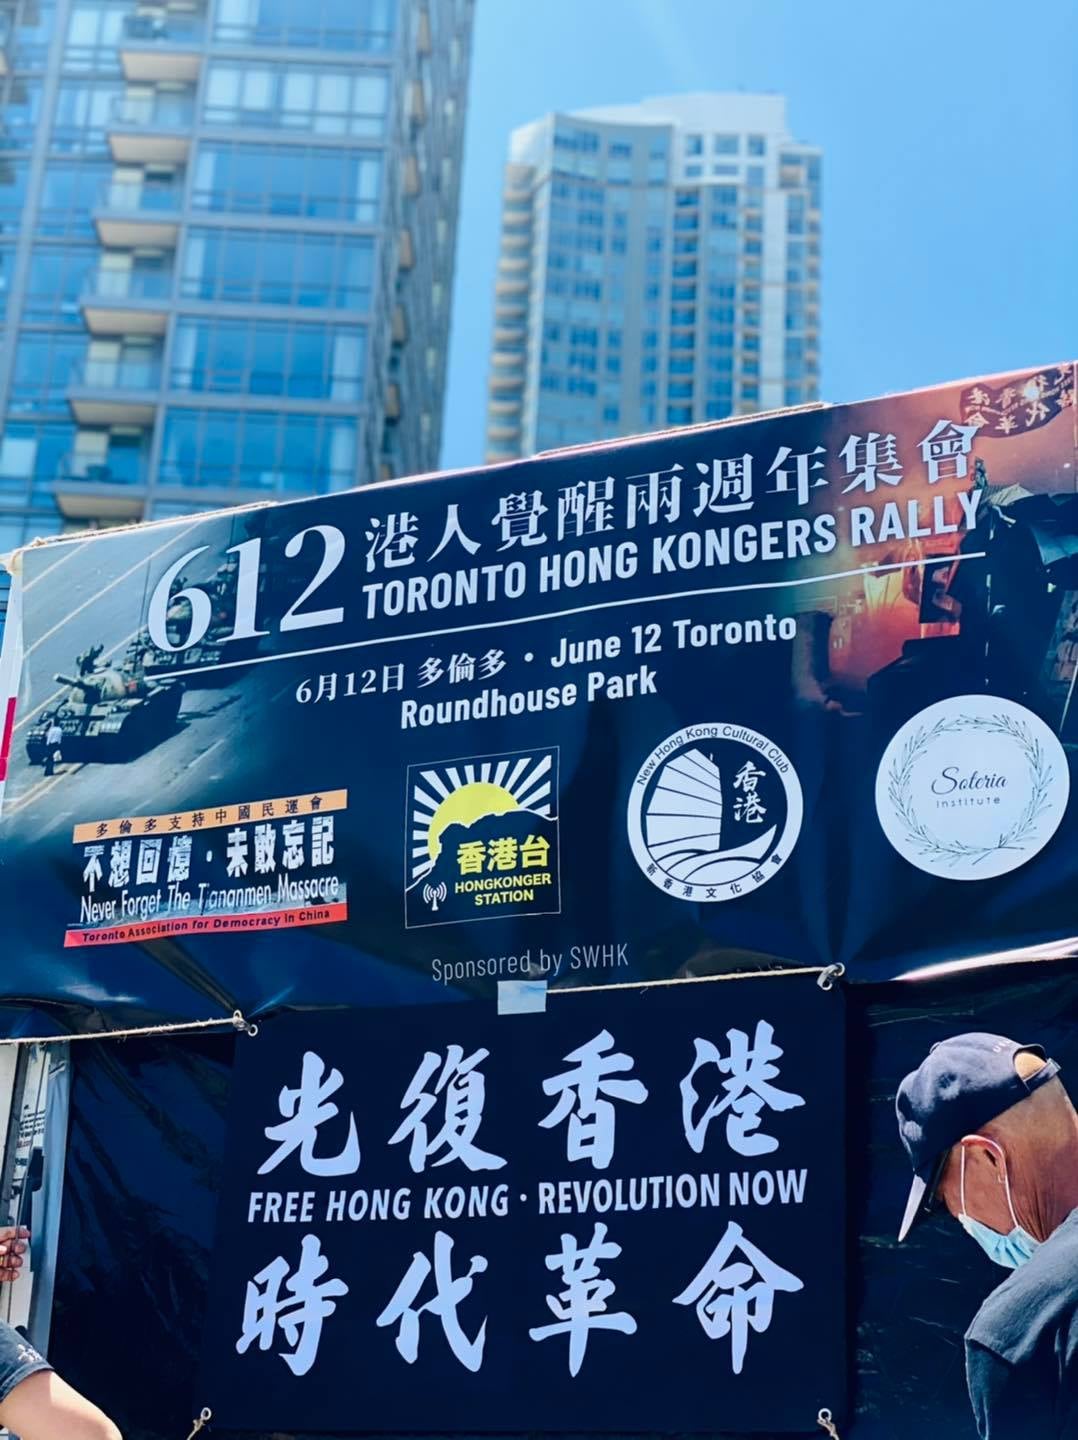 612
港人覺醒兩週年集會
TORONTO HONG KONGERS RALLY
6月12日 多倫多 · June 12 Toronto
Roundhouse Park
多倫多支持中國民運會
不想回憶 · 未敢忘記
Never Forget The Tiananmen Massacre
Toronto Association for Democracy in China
香港台
HONGKONGER
STATION
New Hong Kong Cultural Club
香港
新香港文化協會
Soteria
institute
Sponsored by SWHK
光復香港
FREE HONG KONG · REVOLUTION NOW
時代革命